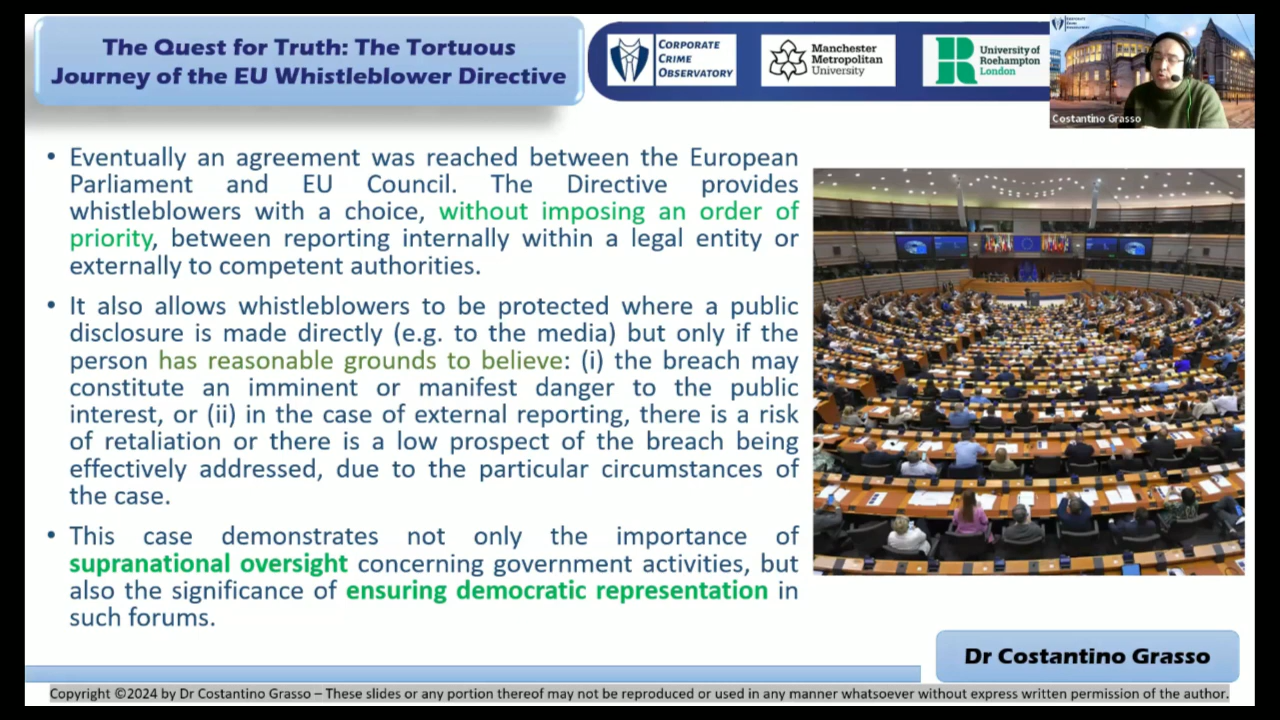 The Quest for Truth: The Tortuous
Journey of the EU Whistleblower Directive
CORPORATE
CRIME
OBSERVATORY
Manchester
Metropolitan
University
University of
Roehampton
London
Costantino Grasso
• Eventually an agreement was reached between the European
Parliament and EU Council. The Directive provides
whistleblowers with a choice, without imposing an order of
priority, between reporting internally within a legal entity or
externally to competent authorities.
• It also allows whistleblowers to be protected where a public
disclosure is made directly (e.g. to the media) but only if the
person has reasonable grounds to believe: (i) the breach may
constitute an imminent or manifest danger to the public
interest, or (ii) in the case of external reporting, there is a risk
of retaliation or there is a low prospect of the breach being
effectively addressed, due to the particular circumstances of
the case.
• This case demonstrates not only the importance of
supranational oversight concerning government activities, but
also the significance of ensuring democratic representation in
such forums.
Dr Costantino Grasso
Copyright ©2024 by Dr Costantino Grasso – These slides or any portion thereof may not be reproduced or used in any manner whatsoever without express written permission of the author.